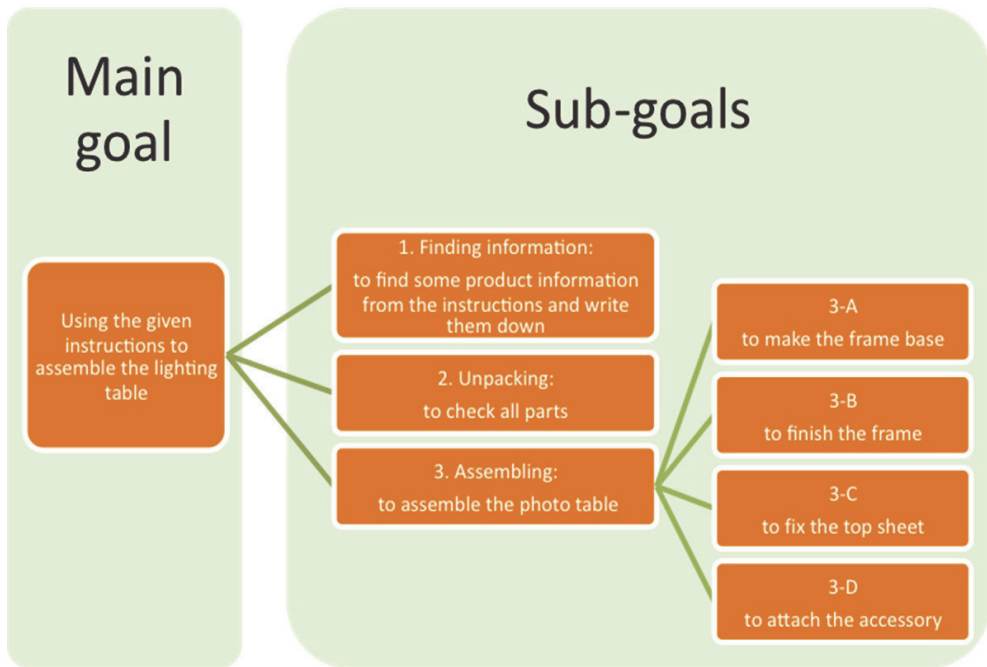 Main
goal
Sub-goals
Using the given
instructions to
assemble the lighting
table
1. Finding information:
to find some product information
from the instructions and write
them down
2. Unpacking:
to check all parts
3. Assembling:
to assemble the photo table
3-A
to make the frame base
3-B
to finish the frame
3-C
to fix the top sheet
3-D
to attach the accessory